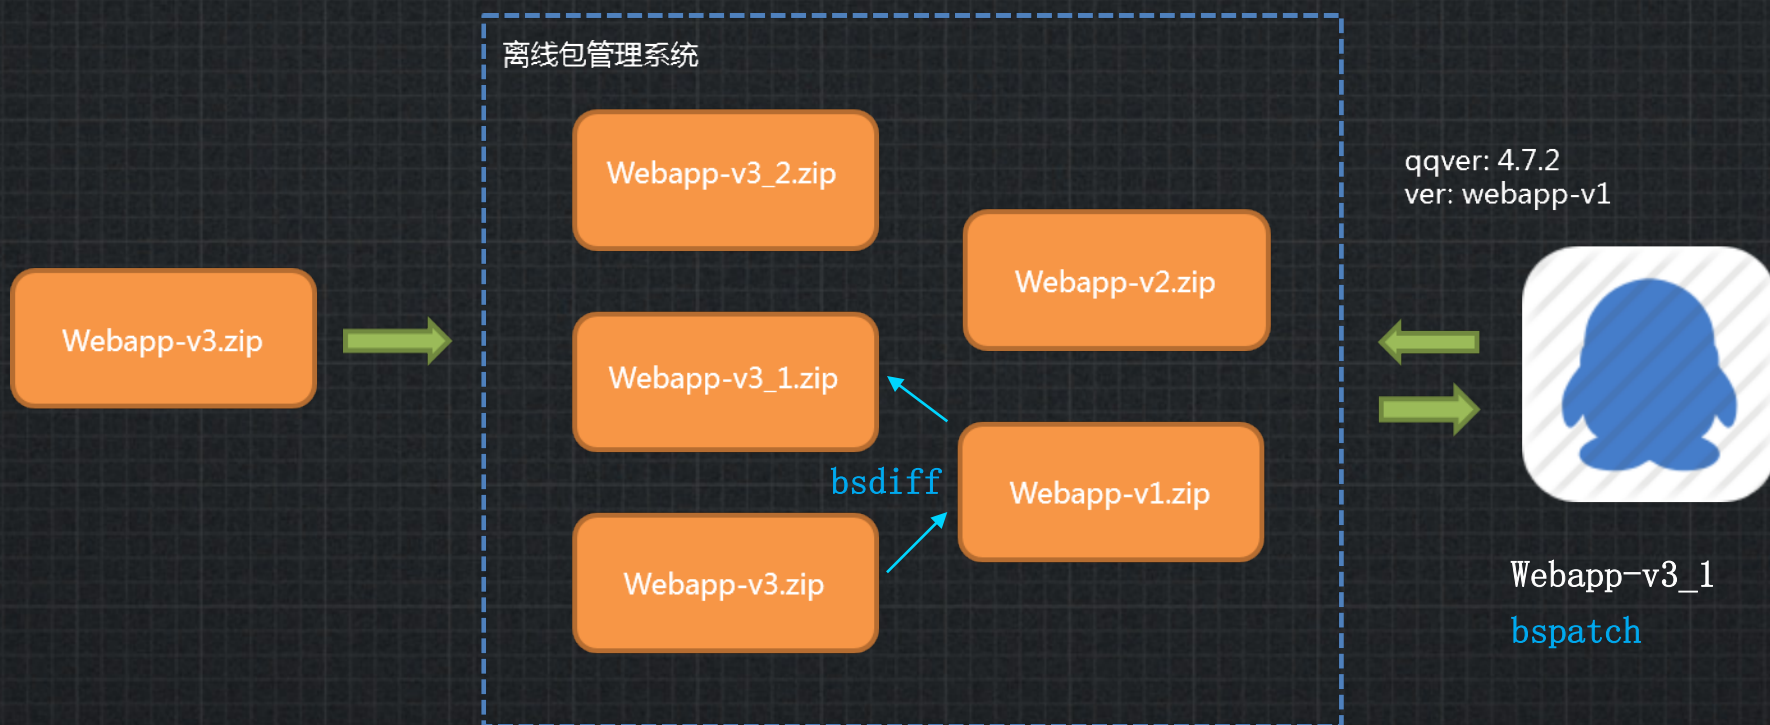 离线包管理系统
Webapp-v3.zip
Webapp-v3_2.zip
Webapp-v3_1.zip
Webapp-v3.zip
bsdiff
Webapp-v2.zip
Webapp-v1.zip
qqver: 4.7.2
ver: webapp-v1
Webapp-v3_1
bspatch